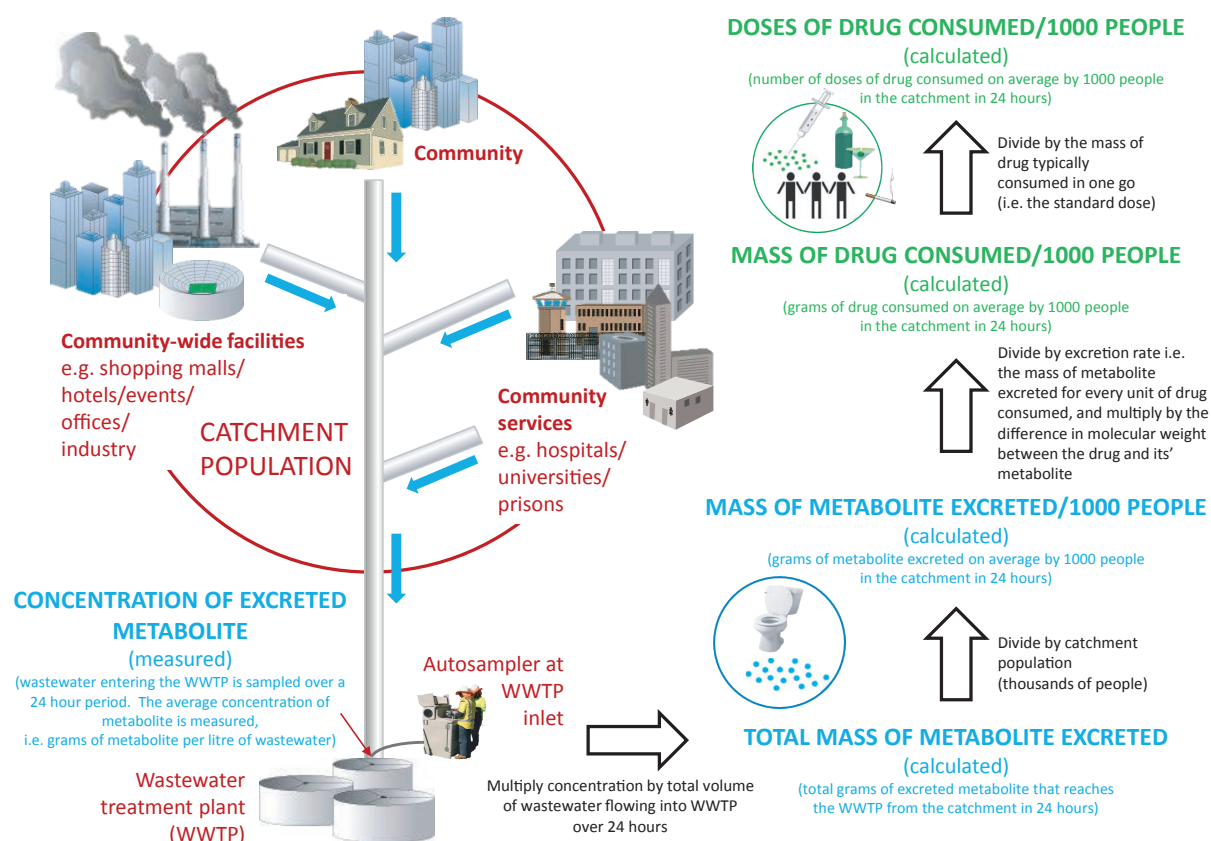 Community
Community-wide facilities
e.g. shopping malls/
hotels/events/
offices/
industry
CATCHMENT
POPULATION
Community
services
e.g. hospitals/
universities/
prisons
CONCENTRATION OF EXCRETED
METABOLITE
(measured)
(wastewater entering the WWTP is sampled over a
24 hour period. The average concentration of
metabolite is measured,
i.e. grams of metabolite per litre of wastewater)
Autosampler at
WWTP
inlet
Wastewater
treatment plant
(WWTP)
Multiply concentration by total volume
of wastewater flowing into WWTP
over 24 hours
DOSES OF DRUG CONSUMED/1000 PEOPLE
(calculated)
(number of doses of drug consumed on average by 1000 people
in the catchment in 24 hours)
Divide by the mass of
drug typically
consumed in one go
(i.e. the standard dose)
MASS OF DRUG CONSUMED/1000 PEOPLE
(calculated)
(grams of drug consumed on average by 1000 people
in the catchment in 24 hours)
Divide by excretion rate i.e.
the mass of metabolite
excreted for every unit of drug
consumed, and multiply by the
difference in molecular weight
between the drug and its’
metabolite
MASS OF METABOLITE EXCRETED/1000 PEOPLE
(calculated)
(grams of metabolite excreted on average by 1000 people
in the catchment in 24 hours)
Divide by catchment
population
(thousands of people)
TOTAL MASS OF METABOLITE EXCRETED
(calculated)
(total grams of excreted metabolite that reaches
the WWTP from the catchment in 24 hours)